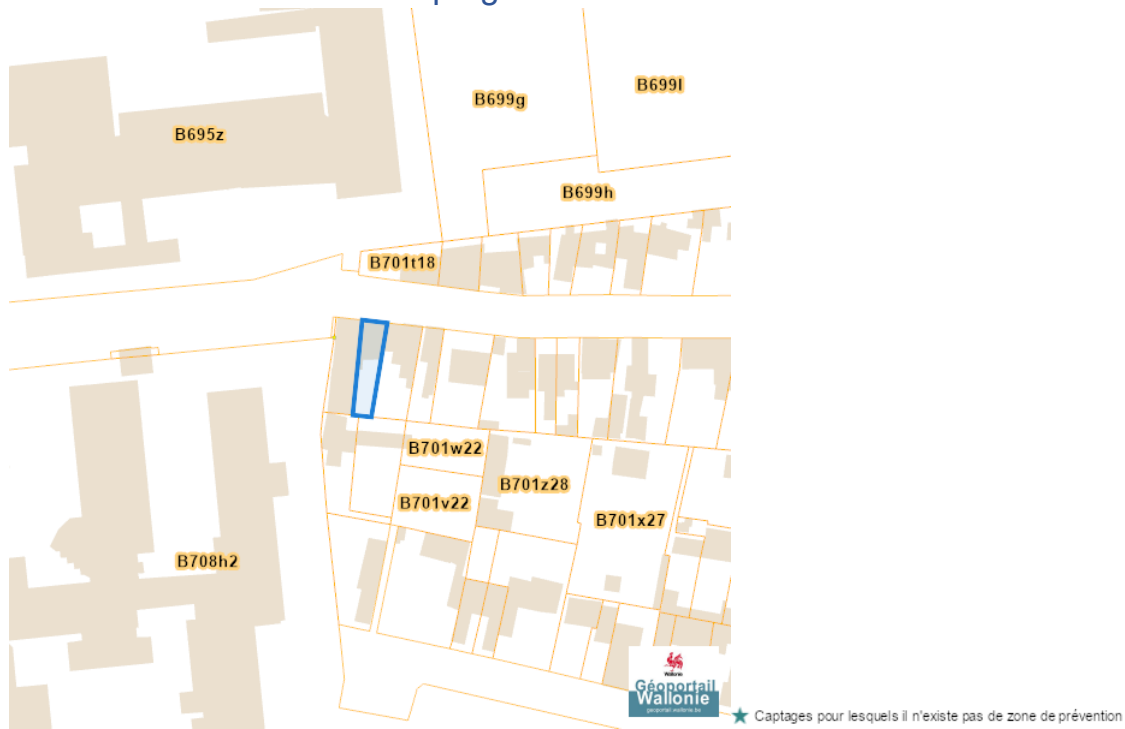 B699l
B699g
B695z
B699h
B701t18
B701w22
B701z28
B701v22
B701x27
B708h2
Wallonie
Géoportail
Wallonie
geoportail.wallonie.be
Captages pour lesquels il n'existe pas de zone de prévention